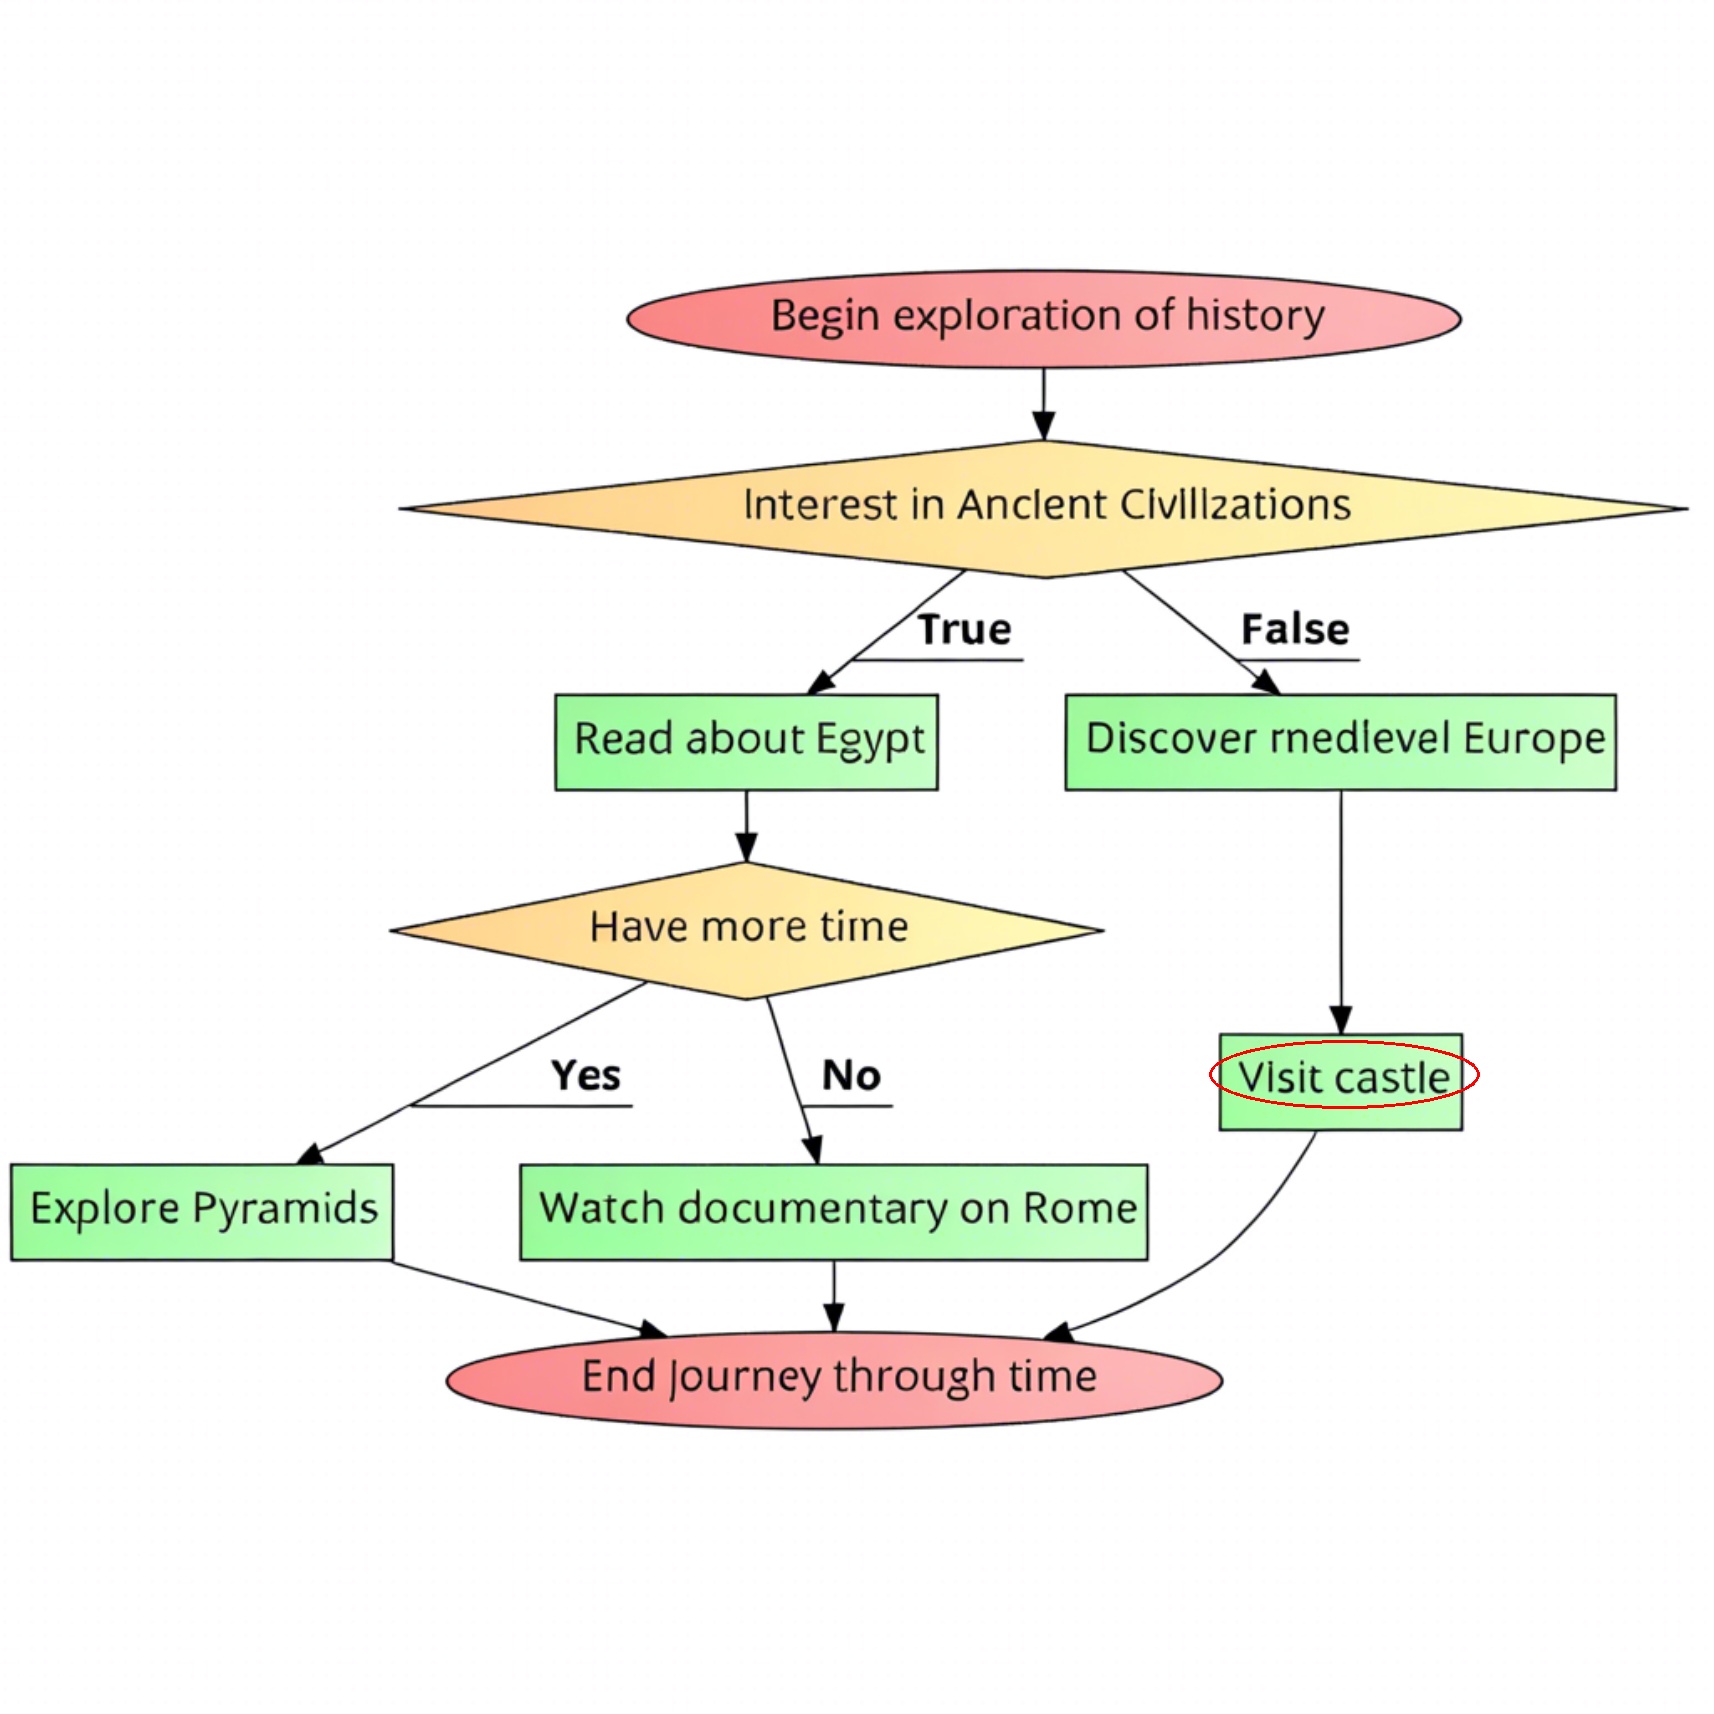 Begin exploration of history
Interest in Ancient Civilizations
True
False
Read about Egypt
Discover medievel Europe
Have more time
Yes
No
Visit castle
Explore Pyramids
Watch documentary on Rome
End Journey through time